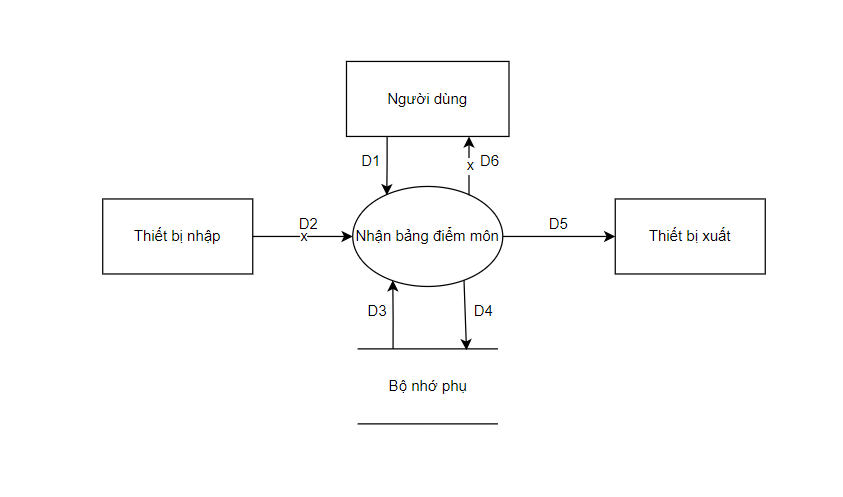 Người dùng
D1
x
D6
Thiết bị nhập
D2
x
Nhận bảng điểm môn
D5
Thiết bị xuất
D3
D4
Bộ nhớ phụ